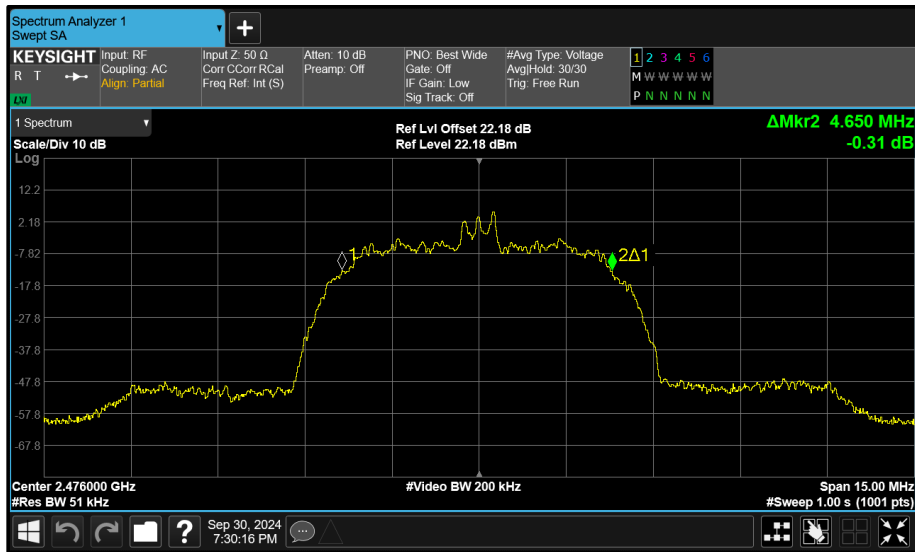 Spectrum Analyzer 1
Swept SA
KEYSIGHT
R T
LXI
Input: RF
Coupling: AC
Align: Partial
Input Z: 50 Ω
Corr CCorr RCal
Freq Ref: Int (S)
Atten: 10 dB
Preamp: Off
PNO: Best Wide
Gate: Off
IF Gain: Low
Sig Track: Off
#Avg Type: Voltage
Avg|Hold: 30/30
Trig: Free Run
1 2 3 4 5 6
M W W W W W
P N N N N N
1 Spectrum
Scale/Div 10 dB
Log
Ref Lvl Offset 22.18 dB
Ref Level 22.18 dBm
ΔMkr2 4.650 MHz
-0.31 dB
12.2
2.18
-7.82
-17.8
-27.8
-37.8
-47.8
-57.8
-67.8
1
2Δ1
Center 2.476000 GHz
#Res BW 51 kHz
#Video BW 200 kHz
Span 15.00 MHz
#Sweep 1.00 s (1001 pts)
?
Sep 30, 2024
7:30:16 PM